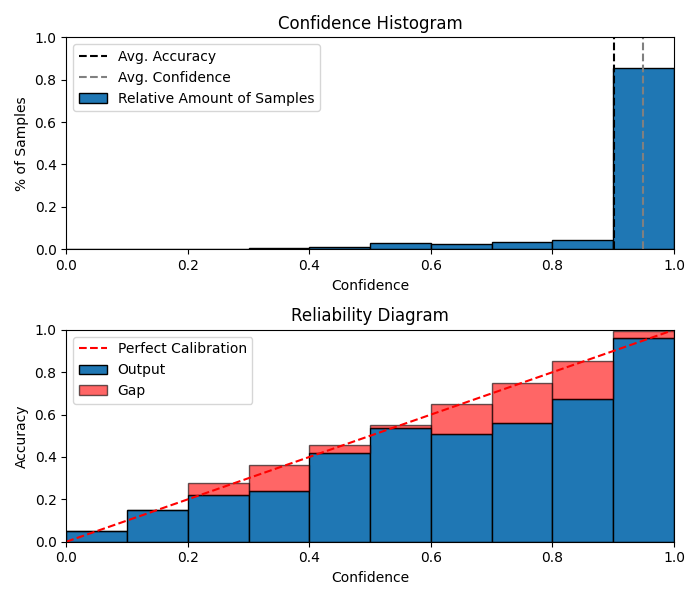 Confidence Histogram
1.0
0.8
0.6
0.4
0.2
0.0
% of Samples
Avg. Accuracy
Avg. Confidence
Relative Amount of Samples
0.0 0.2 0.4 0.6 0.8 1.0
Confidence
Reliability Diagram
1.0
0.8
0.6
0.4
0.2
0.0
Accuracy
Perfect Calibration
Output
Gap
0.0 0.2 0.4 0.6 0.8 1.0
Confidence